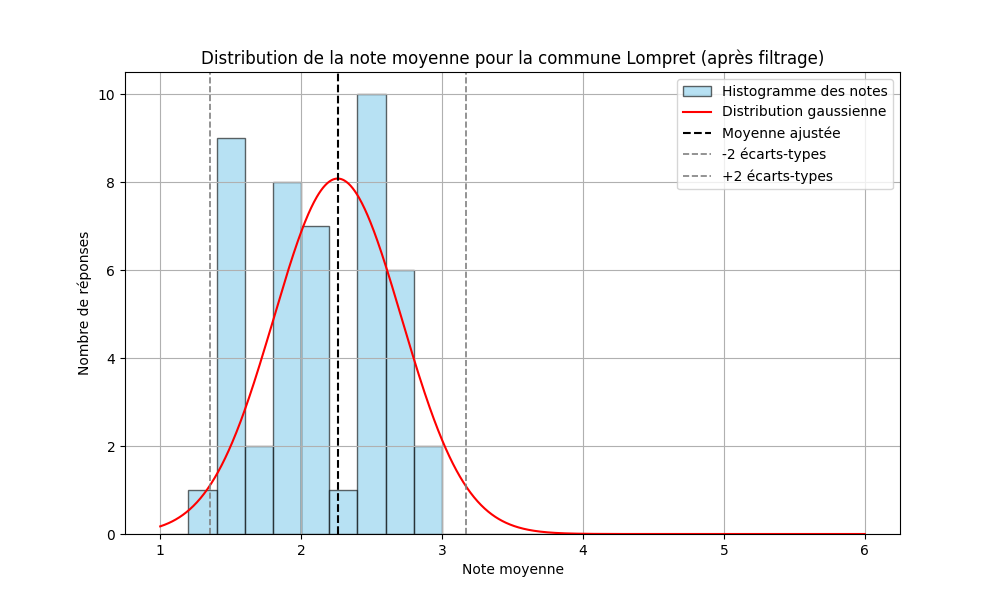 Distribution de la note moyenne pour la commune Lompret (après filtrage)
Histogramme des notes
Distribution gaussienne
Moyenne ajustée
-2 écarts-types
+2 écarts-types
Nombre de réponses
10
8
6
4
2
0
1 2 3 4 5 6
Note moyenne